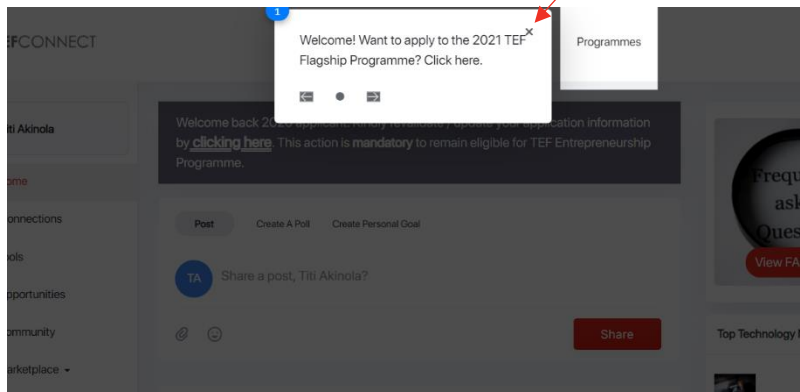 1
Welcome! Want to apply to the 2021 TEF
Flagship Programme? Click here.
×
Programmes
EFCONNECT
Titi Akinola
Welcome back 2020 applicant. Kindly revalidate / update your application information
by clicking here. This action is mandatory to remain eligible for TEF Entrepreneurship
Programme.
ome
onnections
ools
pportunities
ommunity
arketplace
Post
Create A Poll
Create Personal Goal
TA
Share a post, Titi Akinola?
Share
Frequ
ask
Ques
View FA
Top Technology